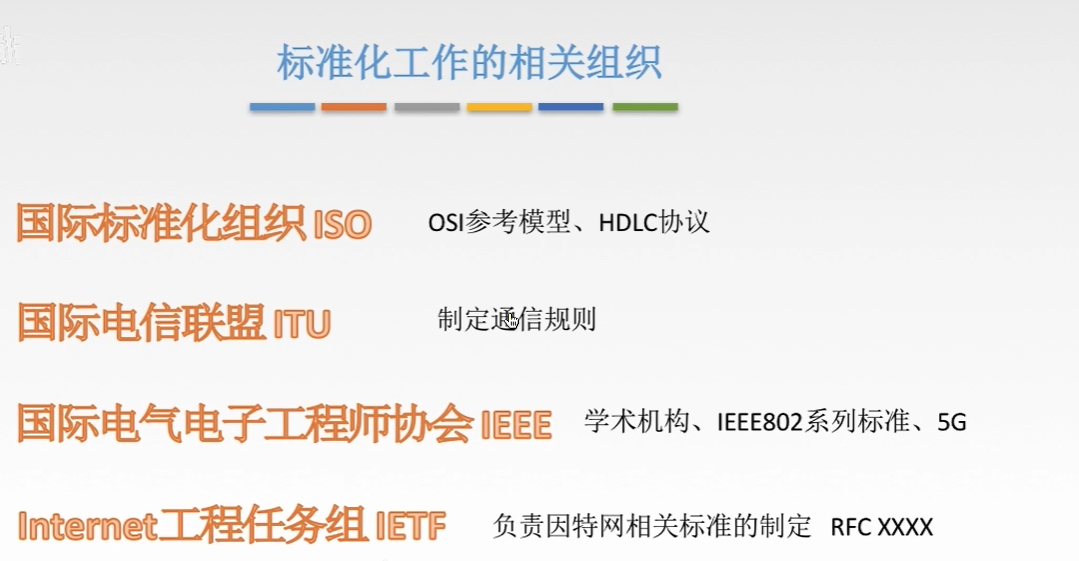 标准化工作的相关组织
国际标准化组织 ISO OSI参考模型、HDLC协议
国际电信联盟 ITU 制定通信规则
国际电气电子工程师协会 IEEE 学术机构、IEEE802系列标准、5G
Internet工程任务组 IETF 负责因特网相关标准的制定 RFC XXXX